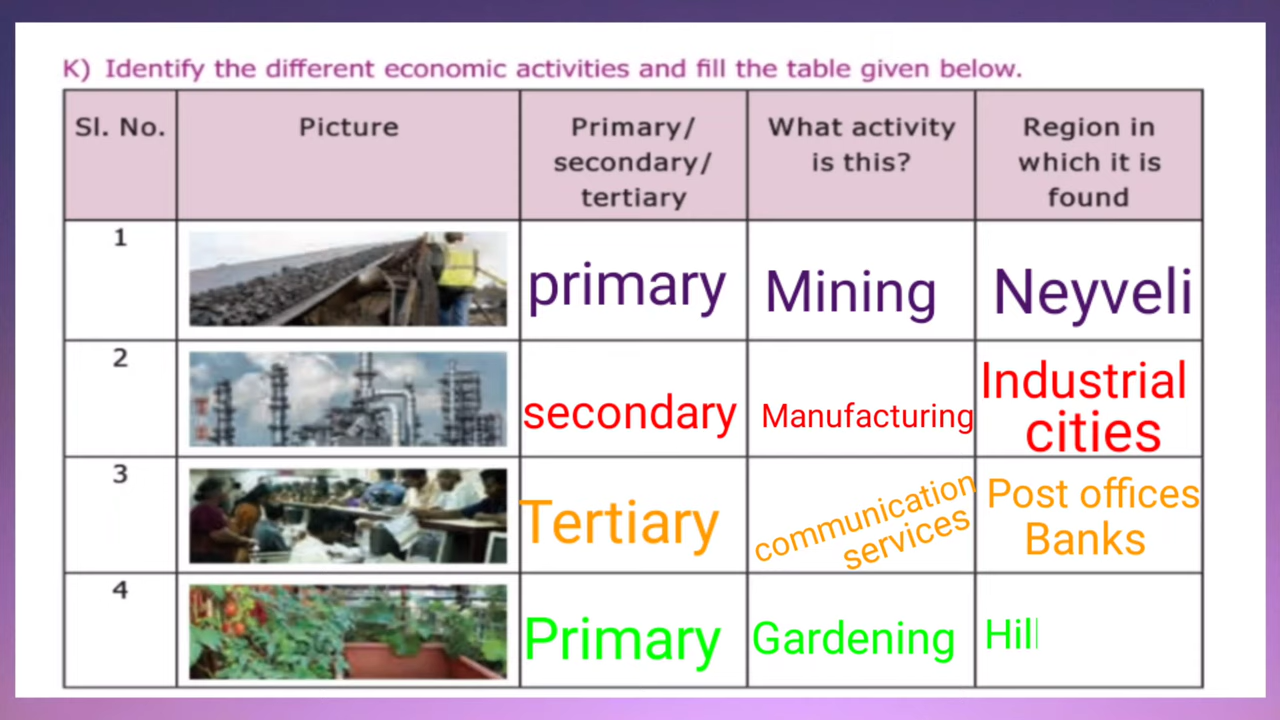 K) Identify the different economic activities and fill the table given below.
Sl. No.
Picture
Primary/
secondary/
tertiary
What activity
is this?
Region in
which it is
found
1
primary
Mining
Neyveli
2
secondary
Manufacturing
Industrial
cities
3
Tertiary
communication
services
Post offices
Banks
4
Primary
Gardening
Hill